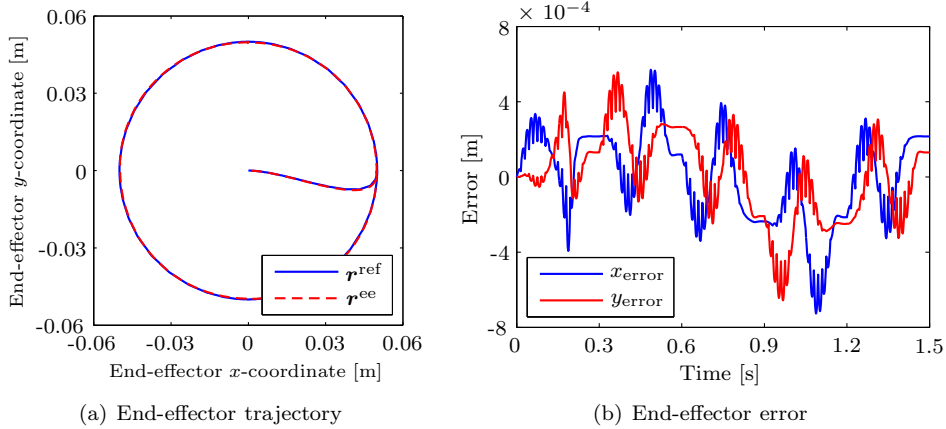 0.06
0.03
0
-0.03
-0.06
-0.06
-0.03
0
0.03
0.06
End-effector y-coordinate [m]
End-effector x-coordinate [m]
r^ref
r^ee
(a) End-effector trajectory
× 10⁻⁴
8
4
0
-4
-8
0
0.3
0.6
0.9
1.2
1.5
Error [m]
Time [s]
x_error
y_error
(b) End-effector error